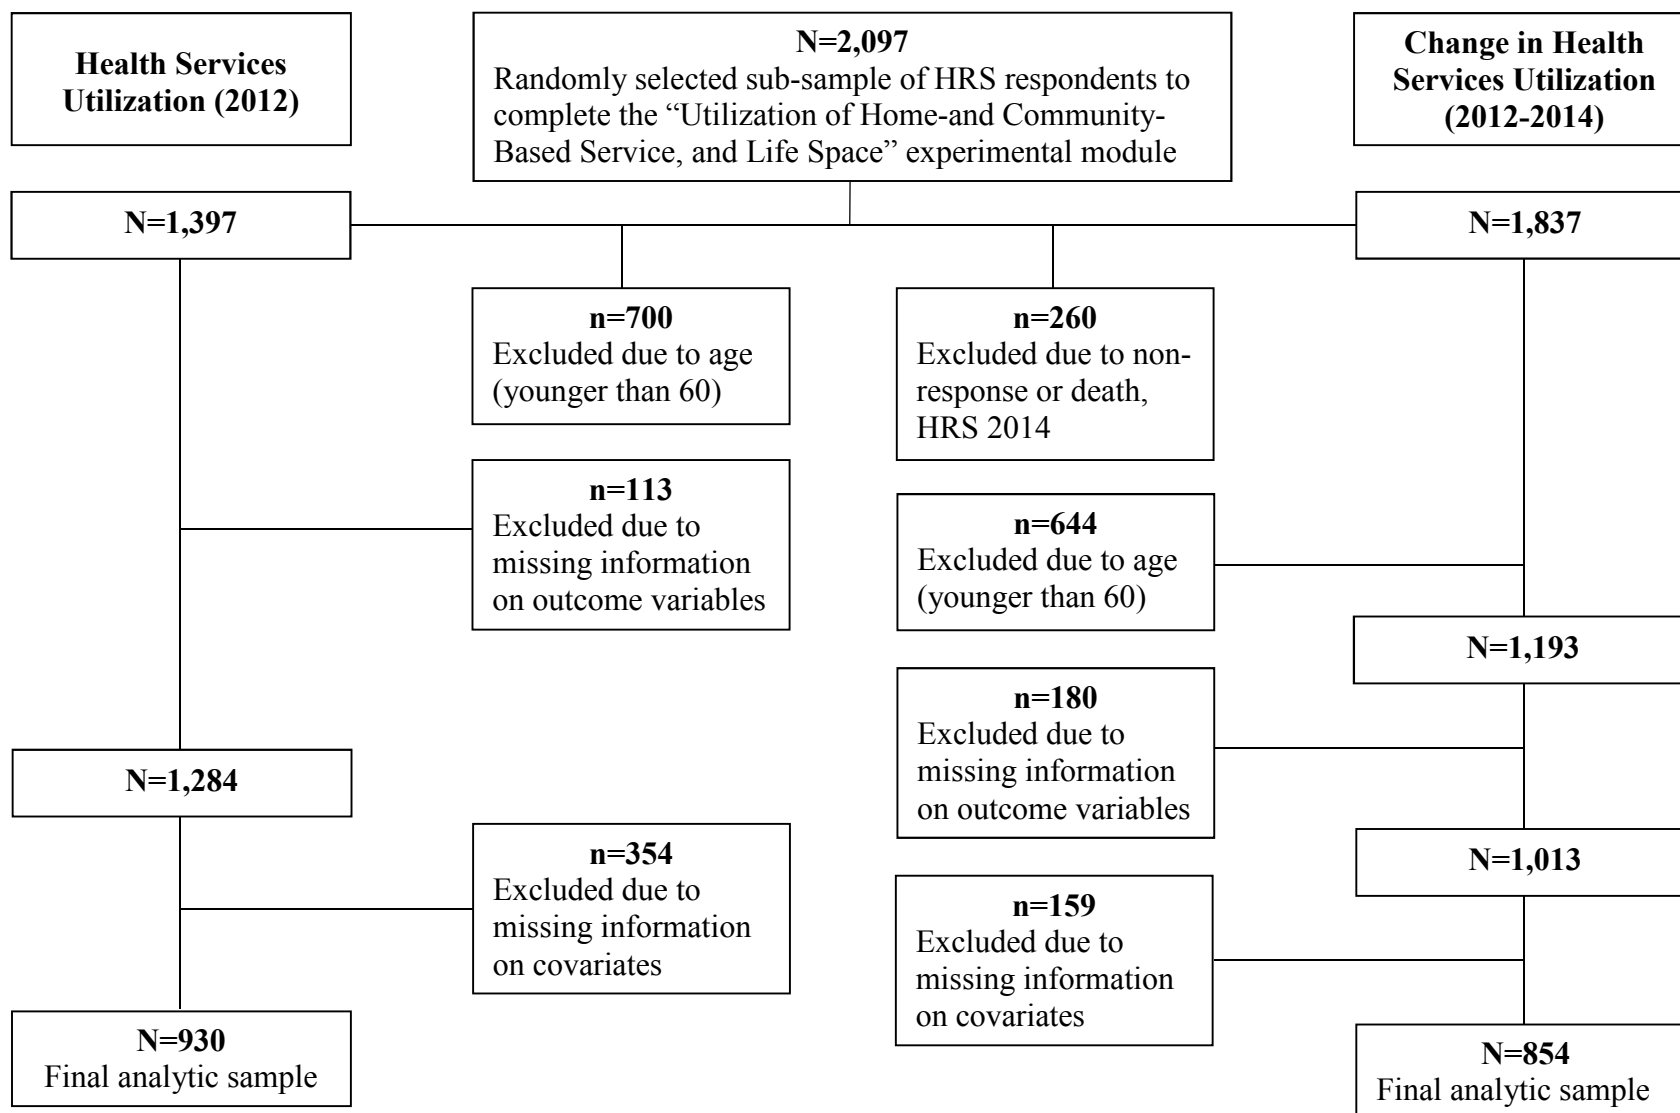 Health Services
Utilization (2012)
N=2,097
Randomly selected sub-sample of HRS respondents to
complete the “Utilization of Home-and Community-
Based Service, and Life Space” experimental module
Change in Health
Services Utilization
(2012-2014)
N=1,397
N=1,837
n=700
Excluded due to age
(younger than 60)
n=260
Excluded due to non-
response or death,
HRS 2014
n=113
Excluded due to
missing information
on outcome variables
n=644
Excluded due to age
(younger than 60)
N=1,193
n=180
Excluded due to
missing information
on outcome variables
N=1,284
n=354
Excluded due to
missing information
on covariates
N=1,013
n=159
Excluded due to
missing information
on covariates
N=930
Final analytic sample
N=854
Final analytic sample